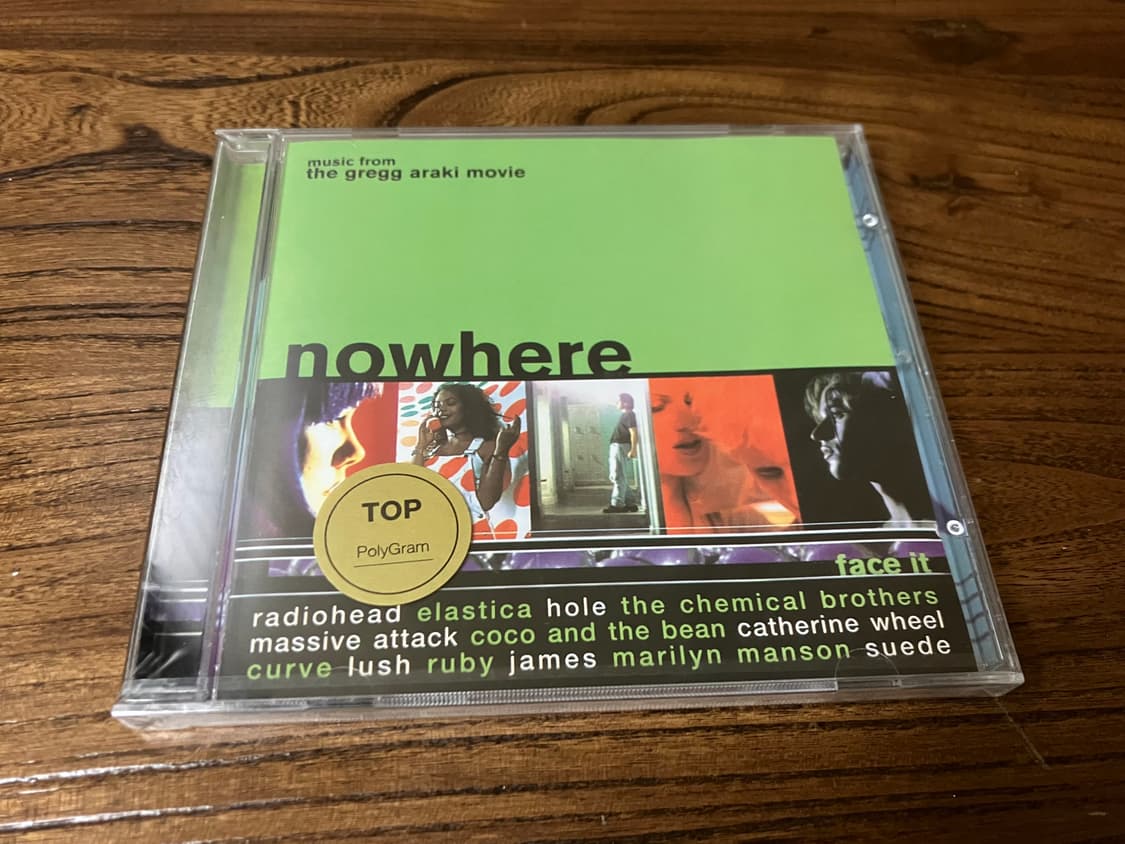 music from
the gregg araki movie
nowhere
TOP
PolyGram
face it
radiohead elastica hole the chemical brothers
massive attack coco and the bean catherine wheel
curve lush ruby james marilyn manson suede